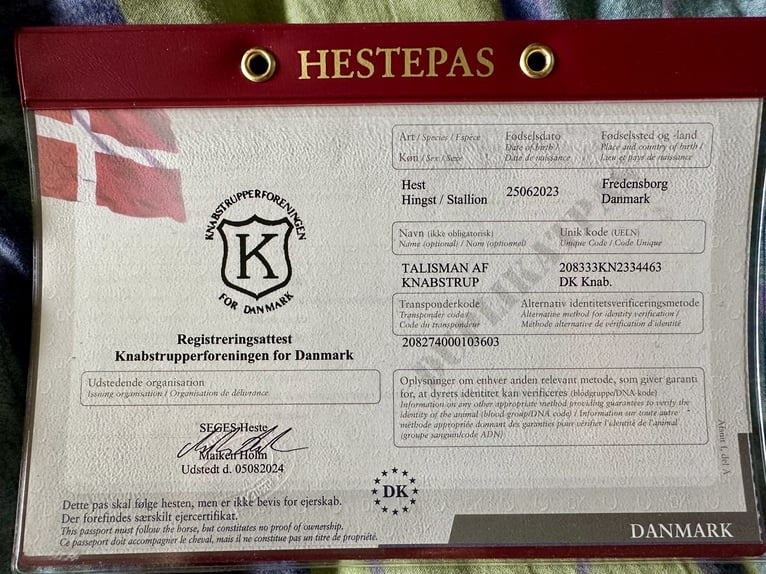 HESTEPAS
KNABSTRUPPERFORENINGEN
K
FOR DANMARK
Registreringsattest
Knabstrupperforeningen for Danmark
Udstedende organisation
Issuing organisation / Organisation de délivrance
SEGES Heste
Maiken Holm
Udstedt d. 05082024
Dette pas skal følge hesten, men er ikke bevis for ejerskab.
Der forefindes særskilt ejercertifikat.
This passport must follow the horse, but constitutes no proof of ownership.
Ce passeport doit accompagner le cheval, mais il ne constitue pas un titre de propriété.
Art / Species / Espèce Fødselsdato Fødselssted og -land
Date of birth / Place and country of birth /
Køn / Sex / Sexe Date de naissance Lieu et pays de naissance
Hest Fredensborg
Hingst / Stallion 25062023 Danmark
Navn (ikke obligatorisk) Unik kode (UELN)
Name (optional) / Nom (optionnel) Unique Code / Code Unique
TALISMAN AF 208333KN2334463
KNABSTRUP DK Knab.
Transponderkode Alternativ identitetsverificeringsmetode
Transponder codes Alternative method for identity verification /
Code du transpondeur Méthode alternative de vérification d'identité
208274000103603
Oplysninger om enhver anden relevant metode, som giver garanti
for, at dyrets identitet kan verificeres (blodgruppe/DNA-kode)
Information on any other appropriate method providing guarantees to verify the
identity of the animal (blood group/DNA code) / Information sur toute autre
méthode appropriée donnant des garanties pour vérifier l'identité de l'animal
(groupe sanguin/code ADN)
DUPLIKATPAS
Afsnit I, del A
DK
DANMARK